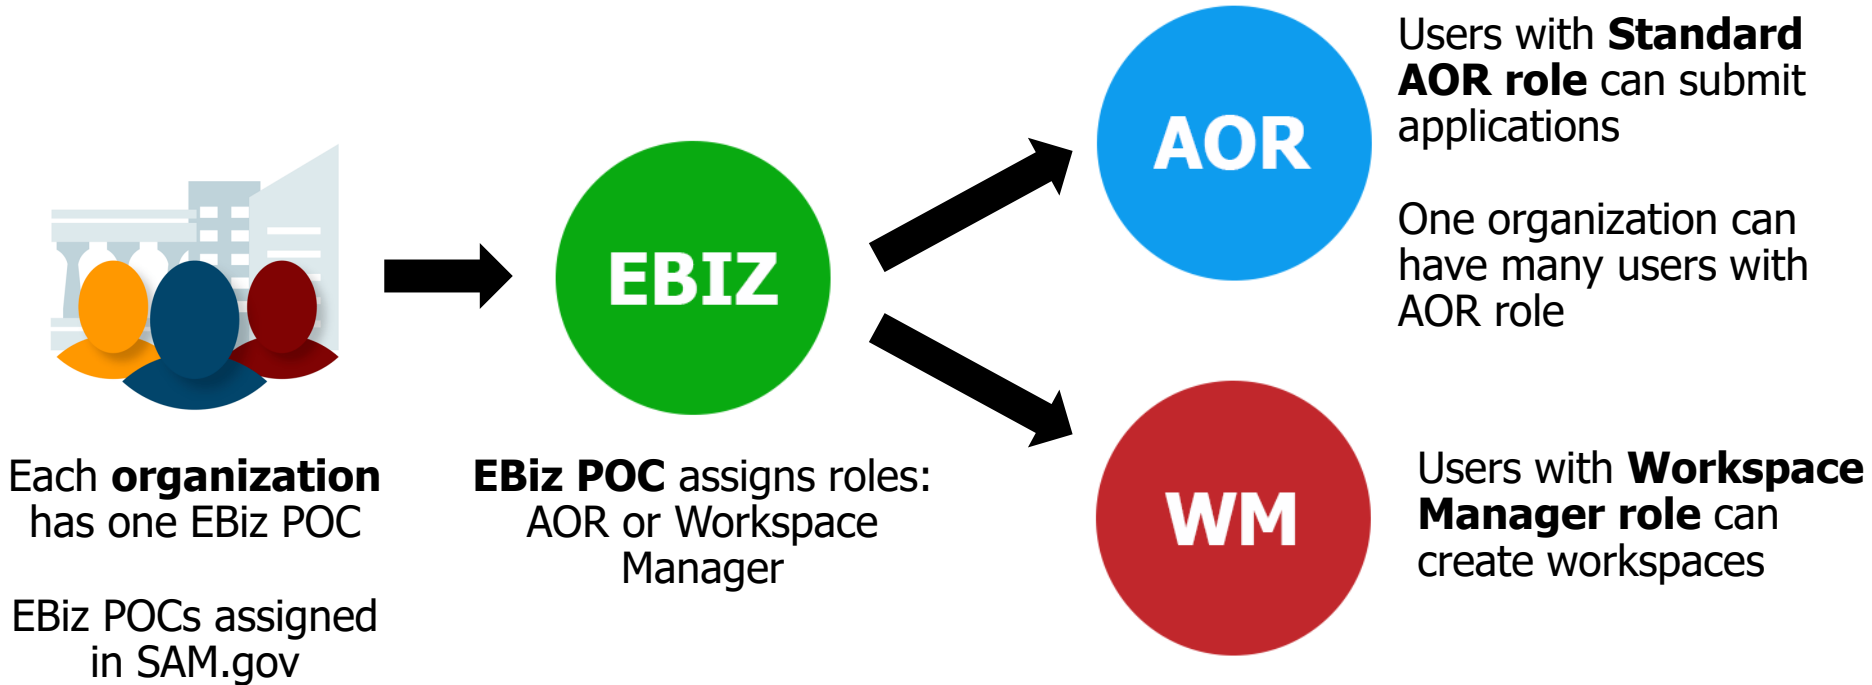 Each organization
has one EBiz POC
EBiz POCs assigned
in SAM.gov
EBIZ
EBiz POC assigns roles:
AOR or Workspace
Manager
AOR
Users with Standard
AOR role can submit
applications
One organization can
have many users with
AOR role
WM
Users with Workspace
Manager role can
create workspaces